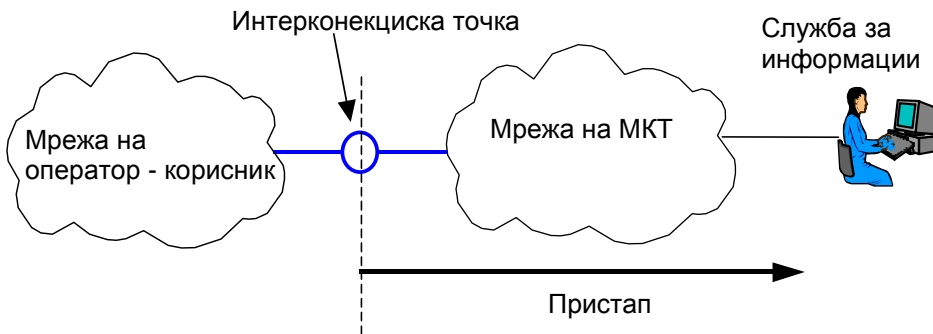 Интерконекциска точка
Служба за
информации
Мрежа на
оператор - корисник
Мрежа на МКТ
Пристап